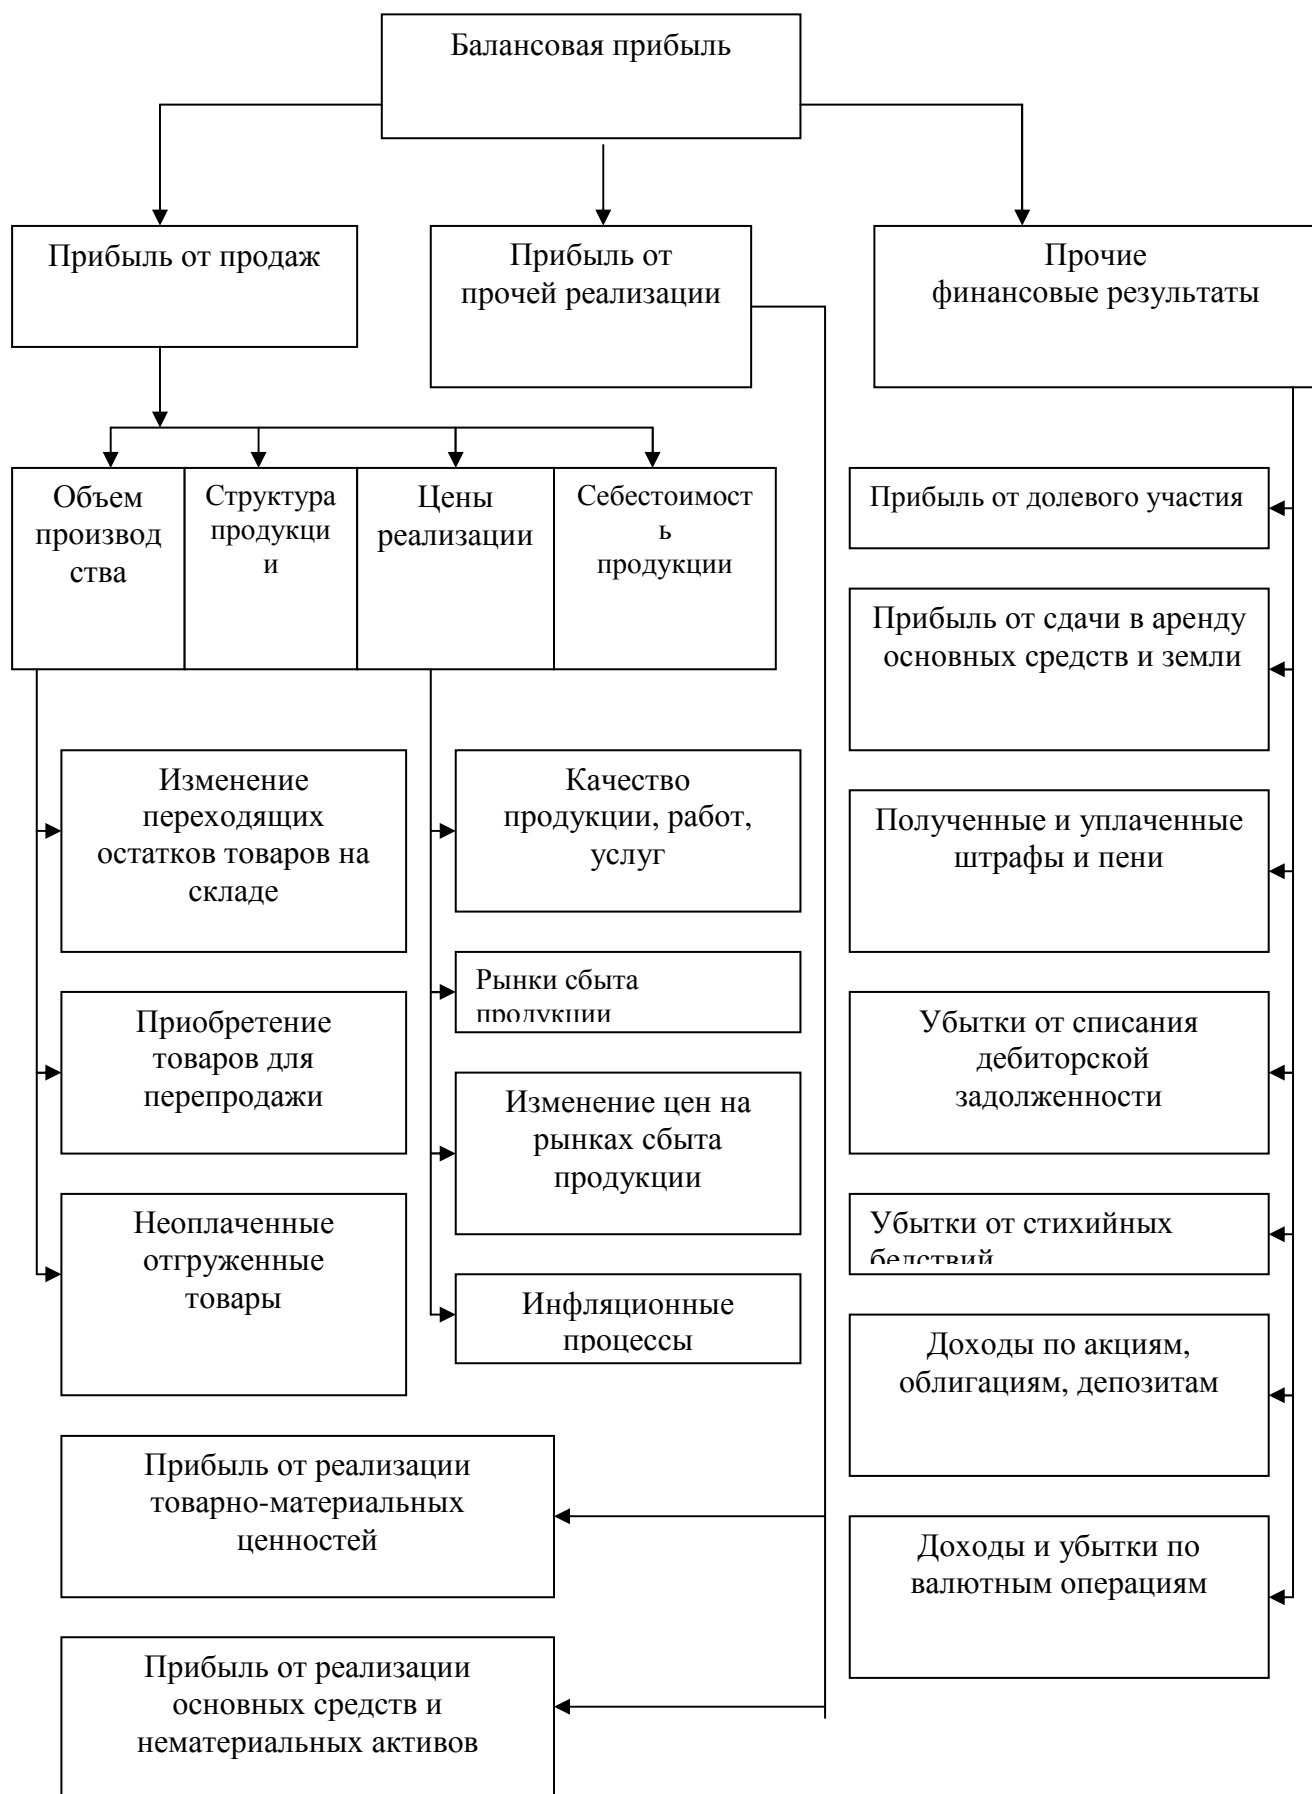 Балансовая прибыль
Прибыль от продаж
Прибыль от
прочей реализации
Прочие
финансовые результаты
Объем
производ
ства
Структура
продукци
и
Цены
реализации
Себестоимост
ь
продукции
Прибыль от долевого участия
Прибыль от сдачи в аренду
основных средств и земли
Изменение
переходящих
остатков товаров на
складе
Качество
продукции, работ,
услуг
Полученные и уплаченные
штрафы и пени
Рынки сбыта
продукции
Приобретение
товаров для
перепродажи
Изменение цен на
рынках сбыта
продукции
Убытки от списания
дебиторской
задолженности
Неоплаченные
отгруженные
товары
Инфляционные
процессы
Убытки от стихийных
бедствий
Доходы по акциям,
облигациям, депозитам
Прибыль от реализации
товарно-материальных
ценностей
Доходы и убытки по
валютным операциям
Прибыль от реализации
основных средств и
нематериальных активов